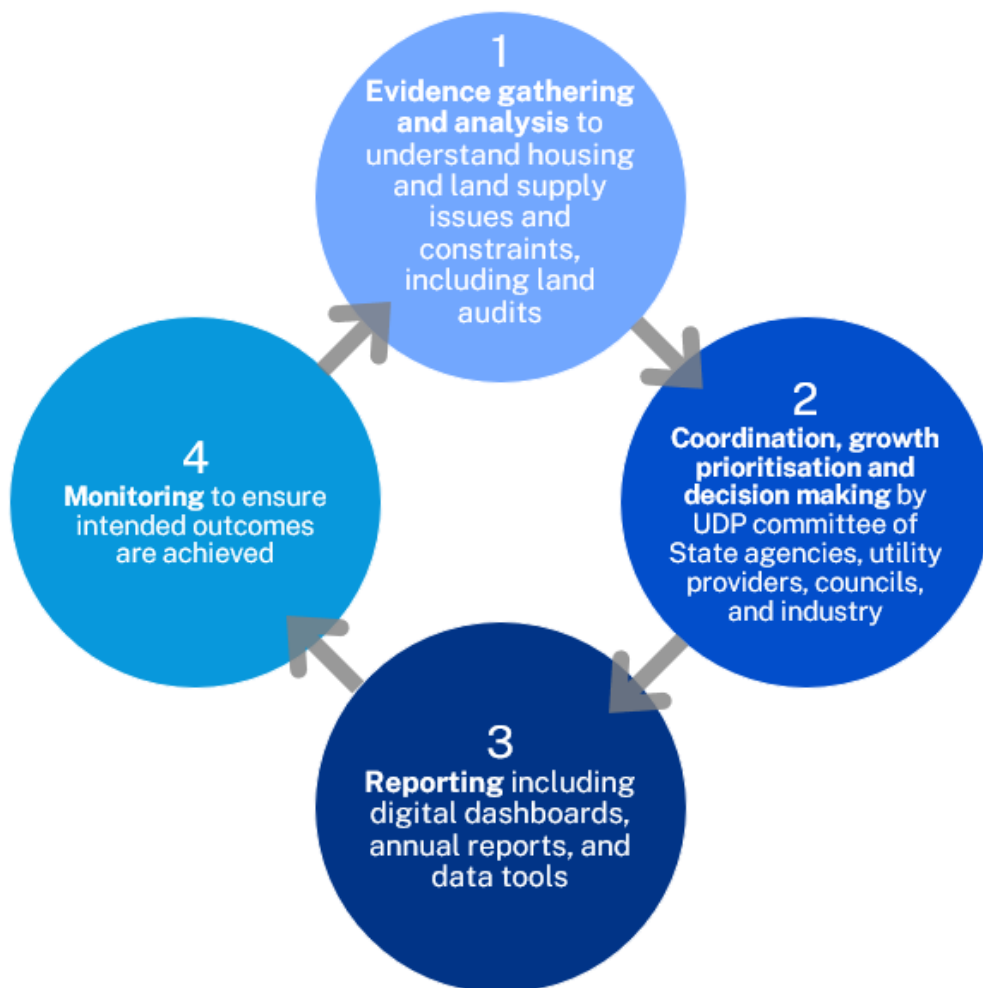 1
Evidence gathering
and analysis to
understand housing
and land supply
issues and
constraints,
including land
audits
2
Coordination, growth
prioritisation and
decision making by
UDP committee of
State agencies, utility
providers, councils,
and industry
3
Reporting including
digital dashboards,
annual reports, and
data tools
4
Monitoring to ensure
intended outcomes
are achieved